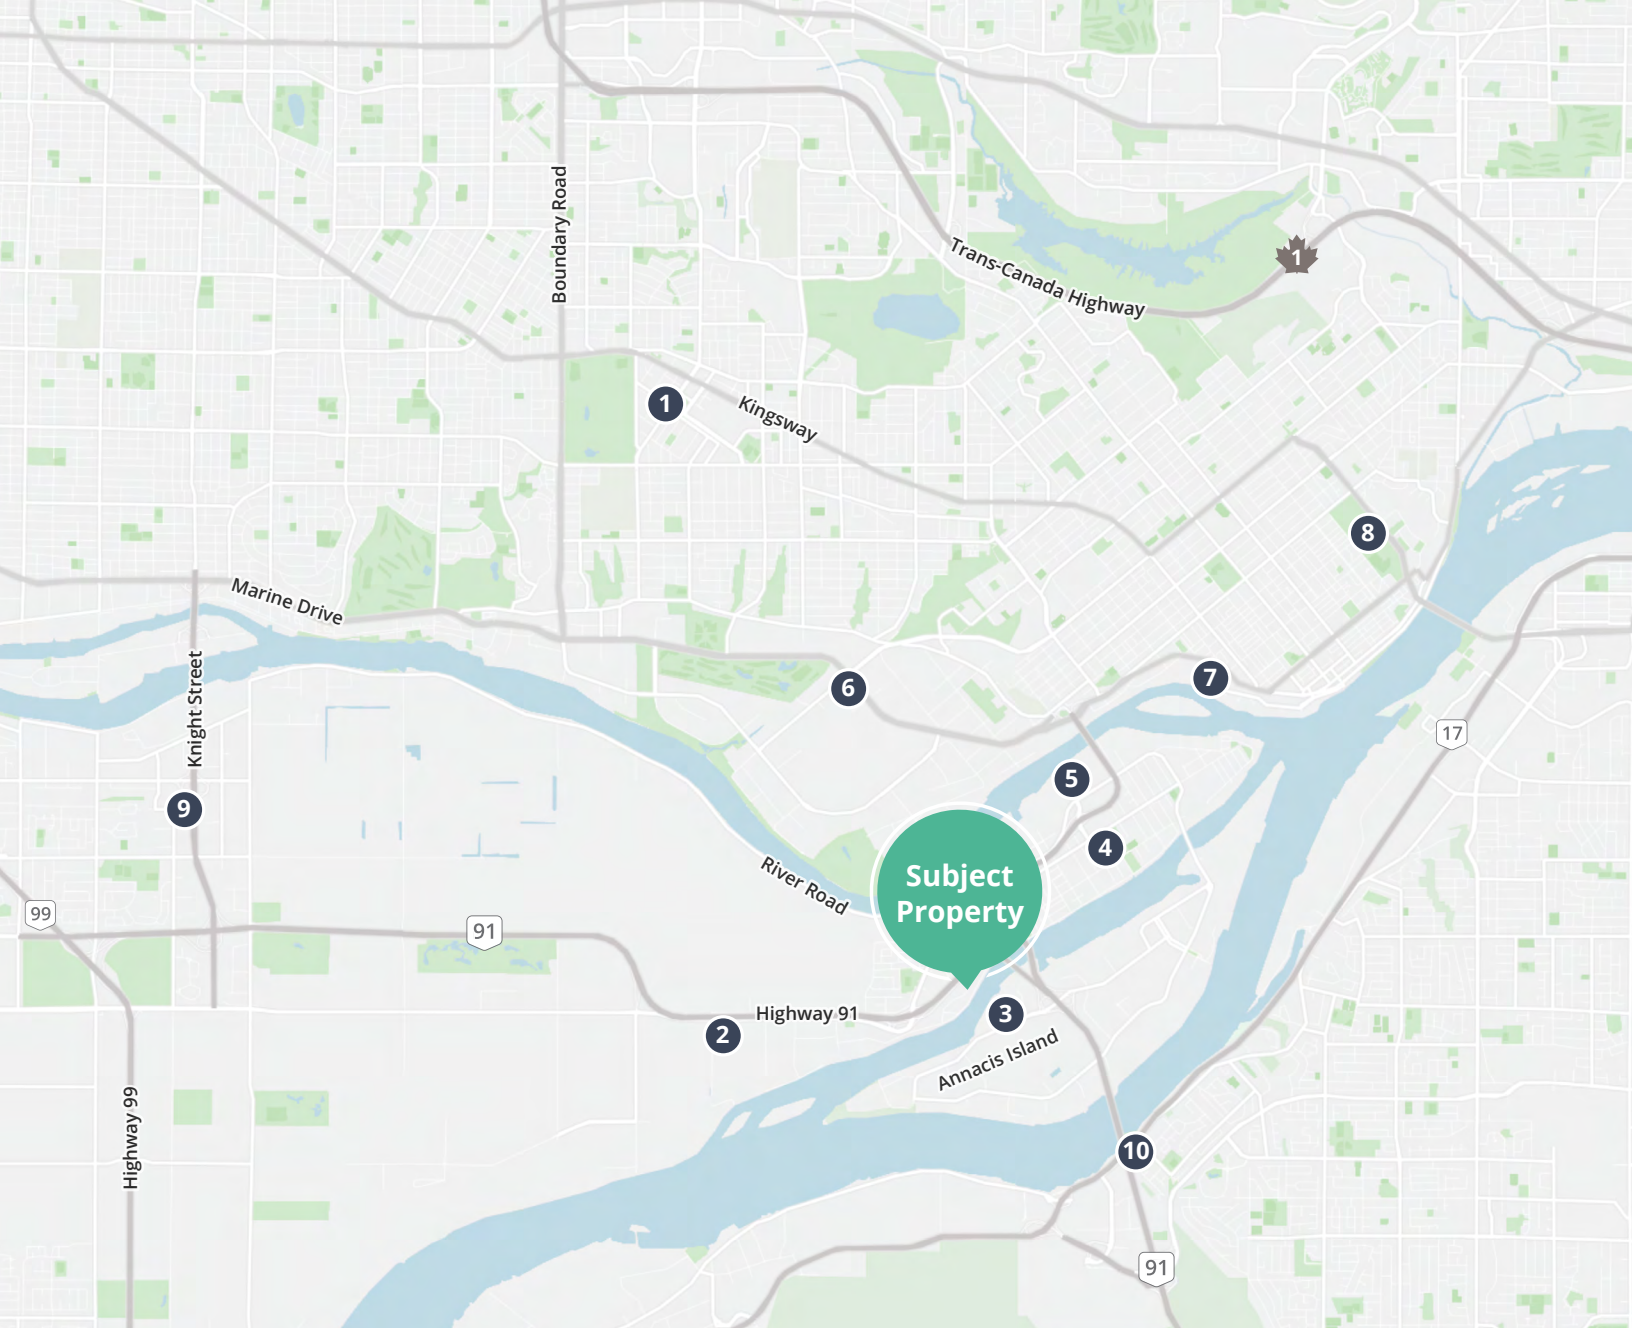 Boundary Road
Trans-Canada Highway
1
1
Kingsway
8
Marine Drive
Knight Street
6
7
17
5
9
4
River Road
Subject
Property
99
91
Highway 91
3
2
Annacis Island
Highway 99
10
91